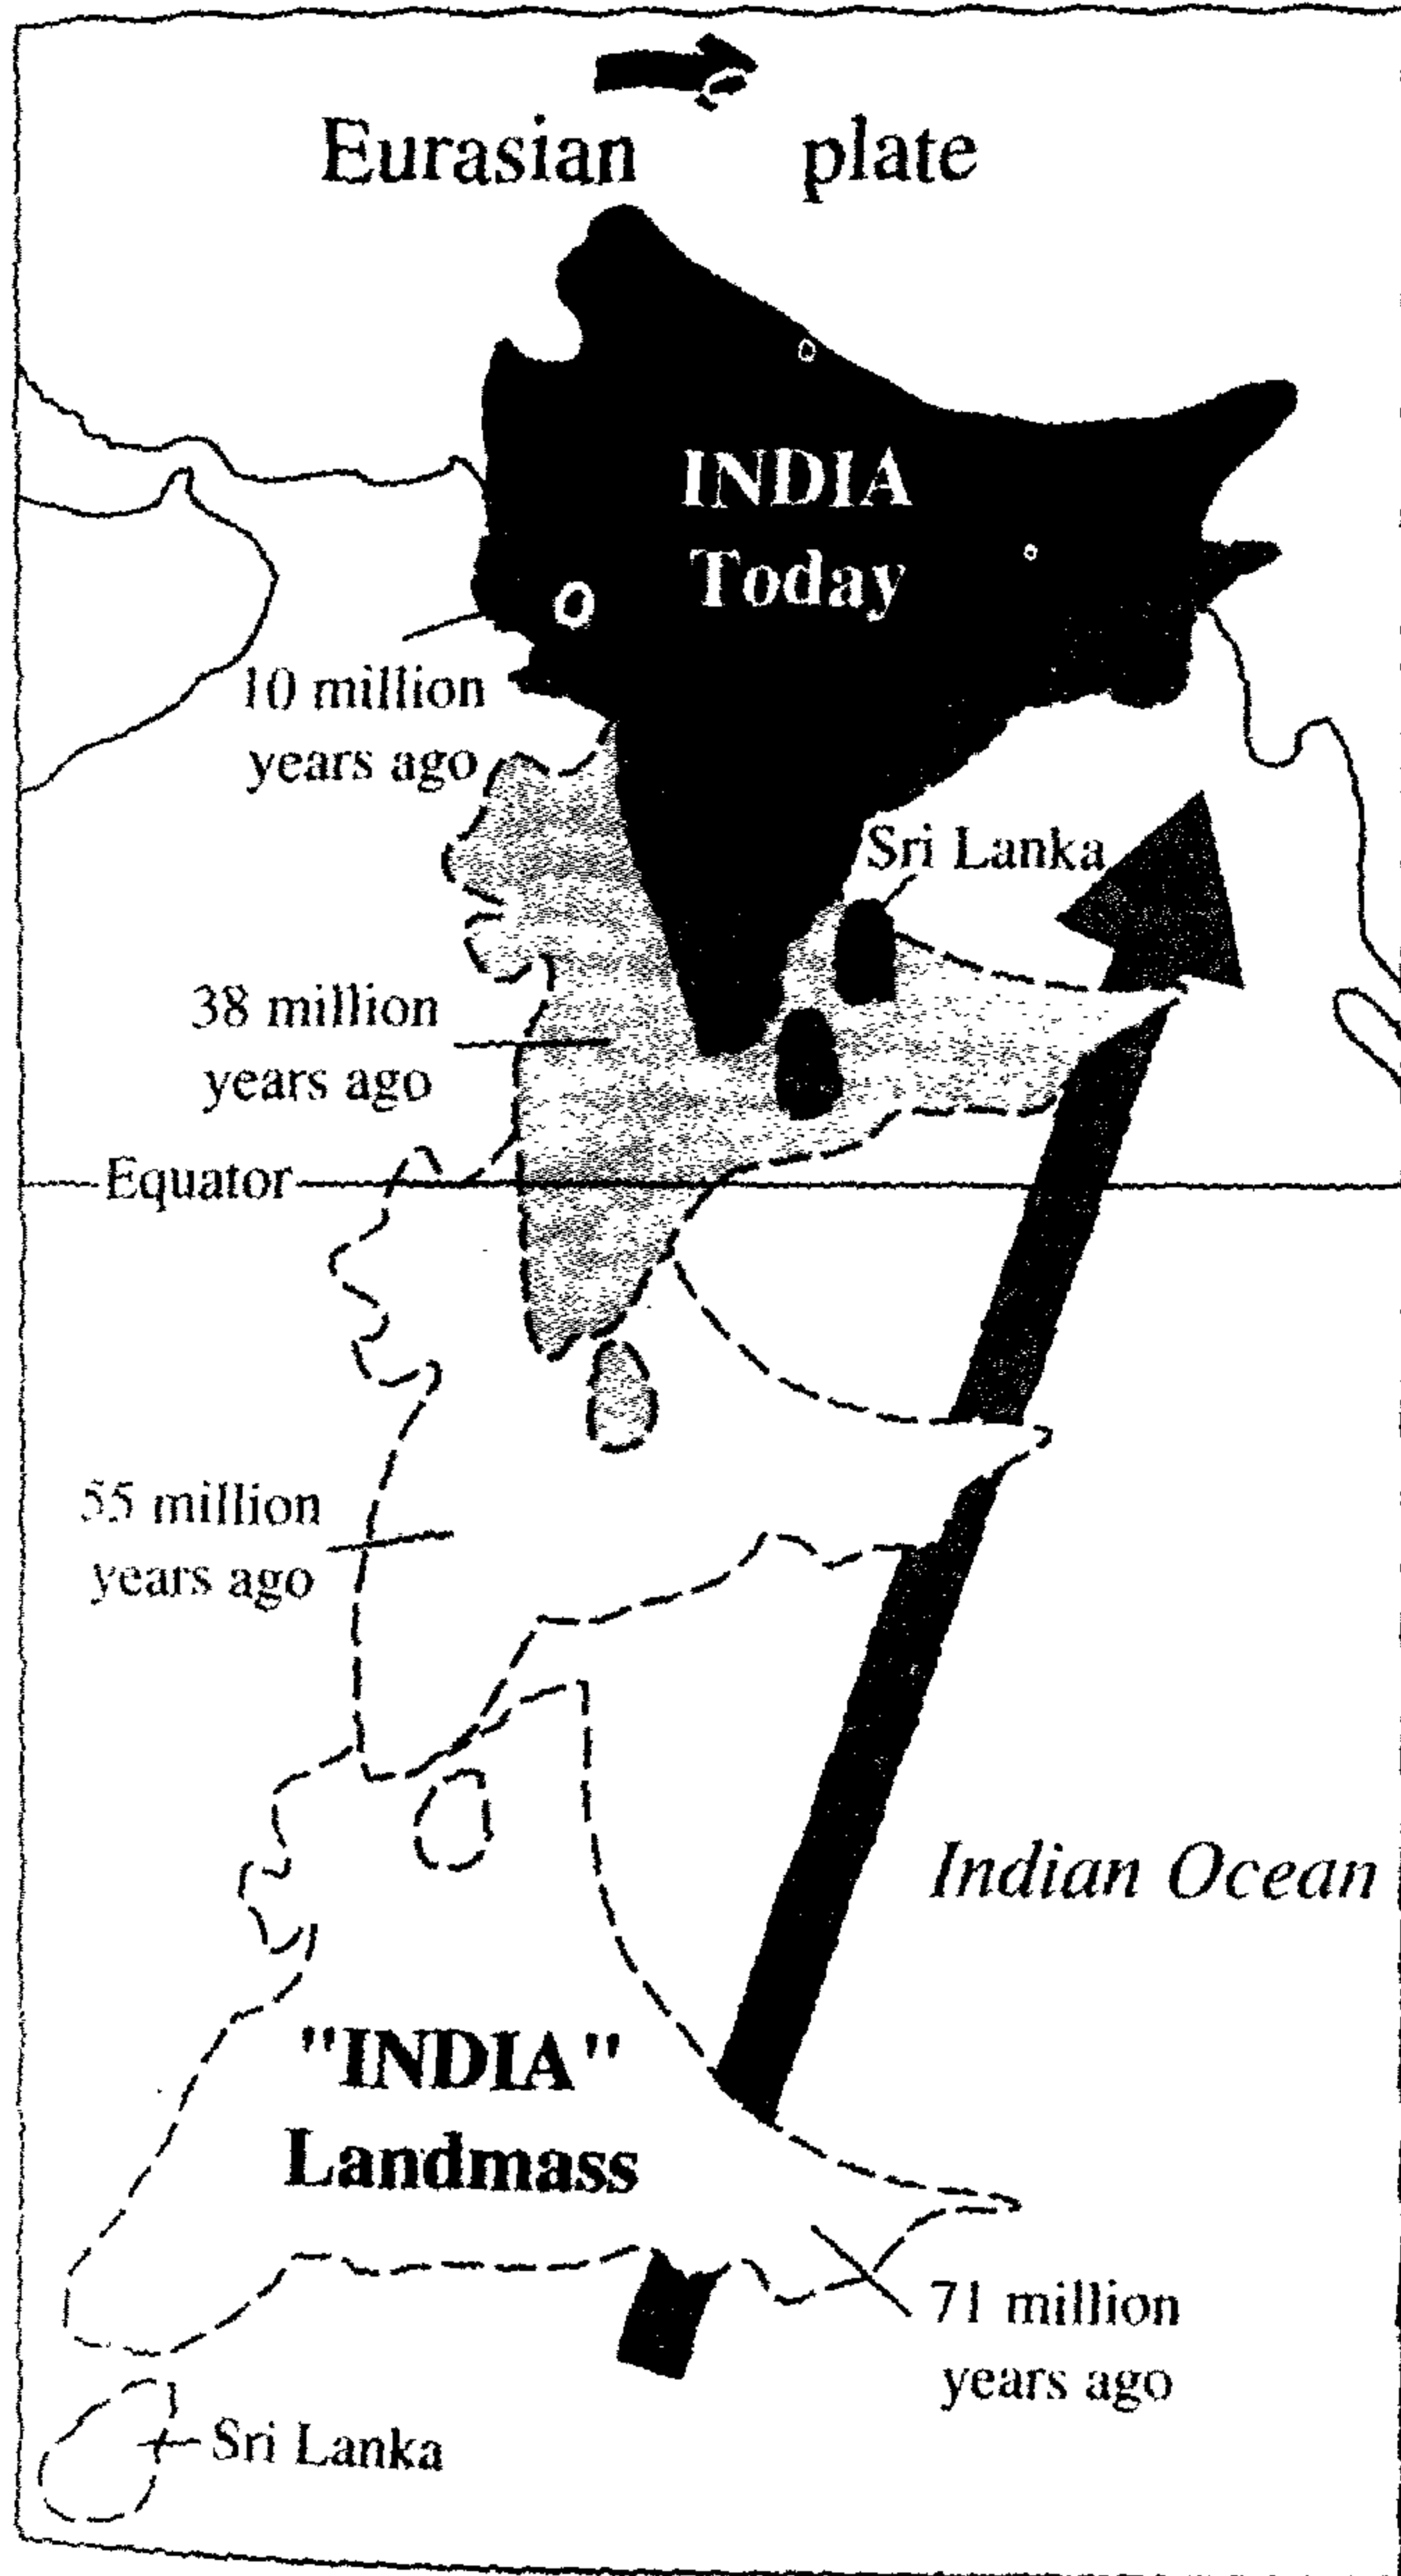 Eurasian plate
INDIA
Today
10 million
years ago
Sri Lanka
38 million
years ago
Equator
55 million
years ago
Indian Ocean
"INDIA"
Landmass
71 million
years ago
Sri Lanka